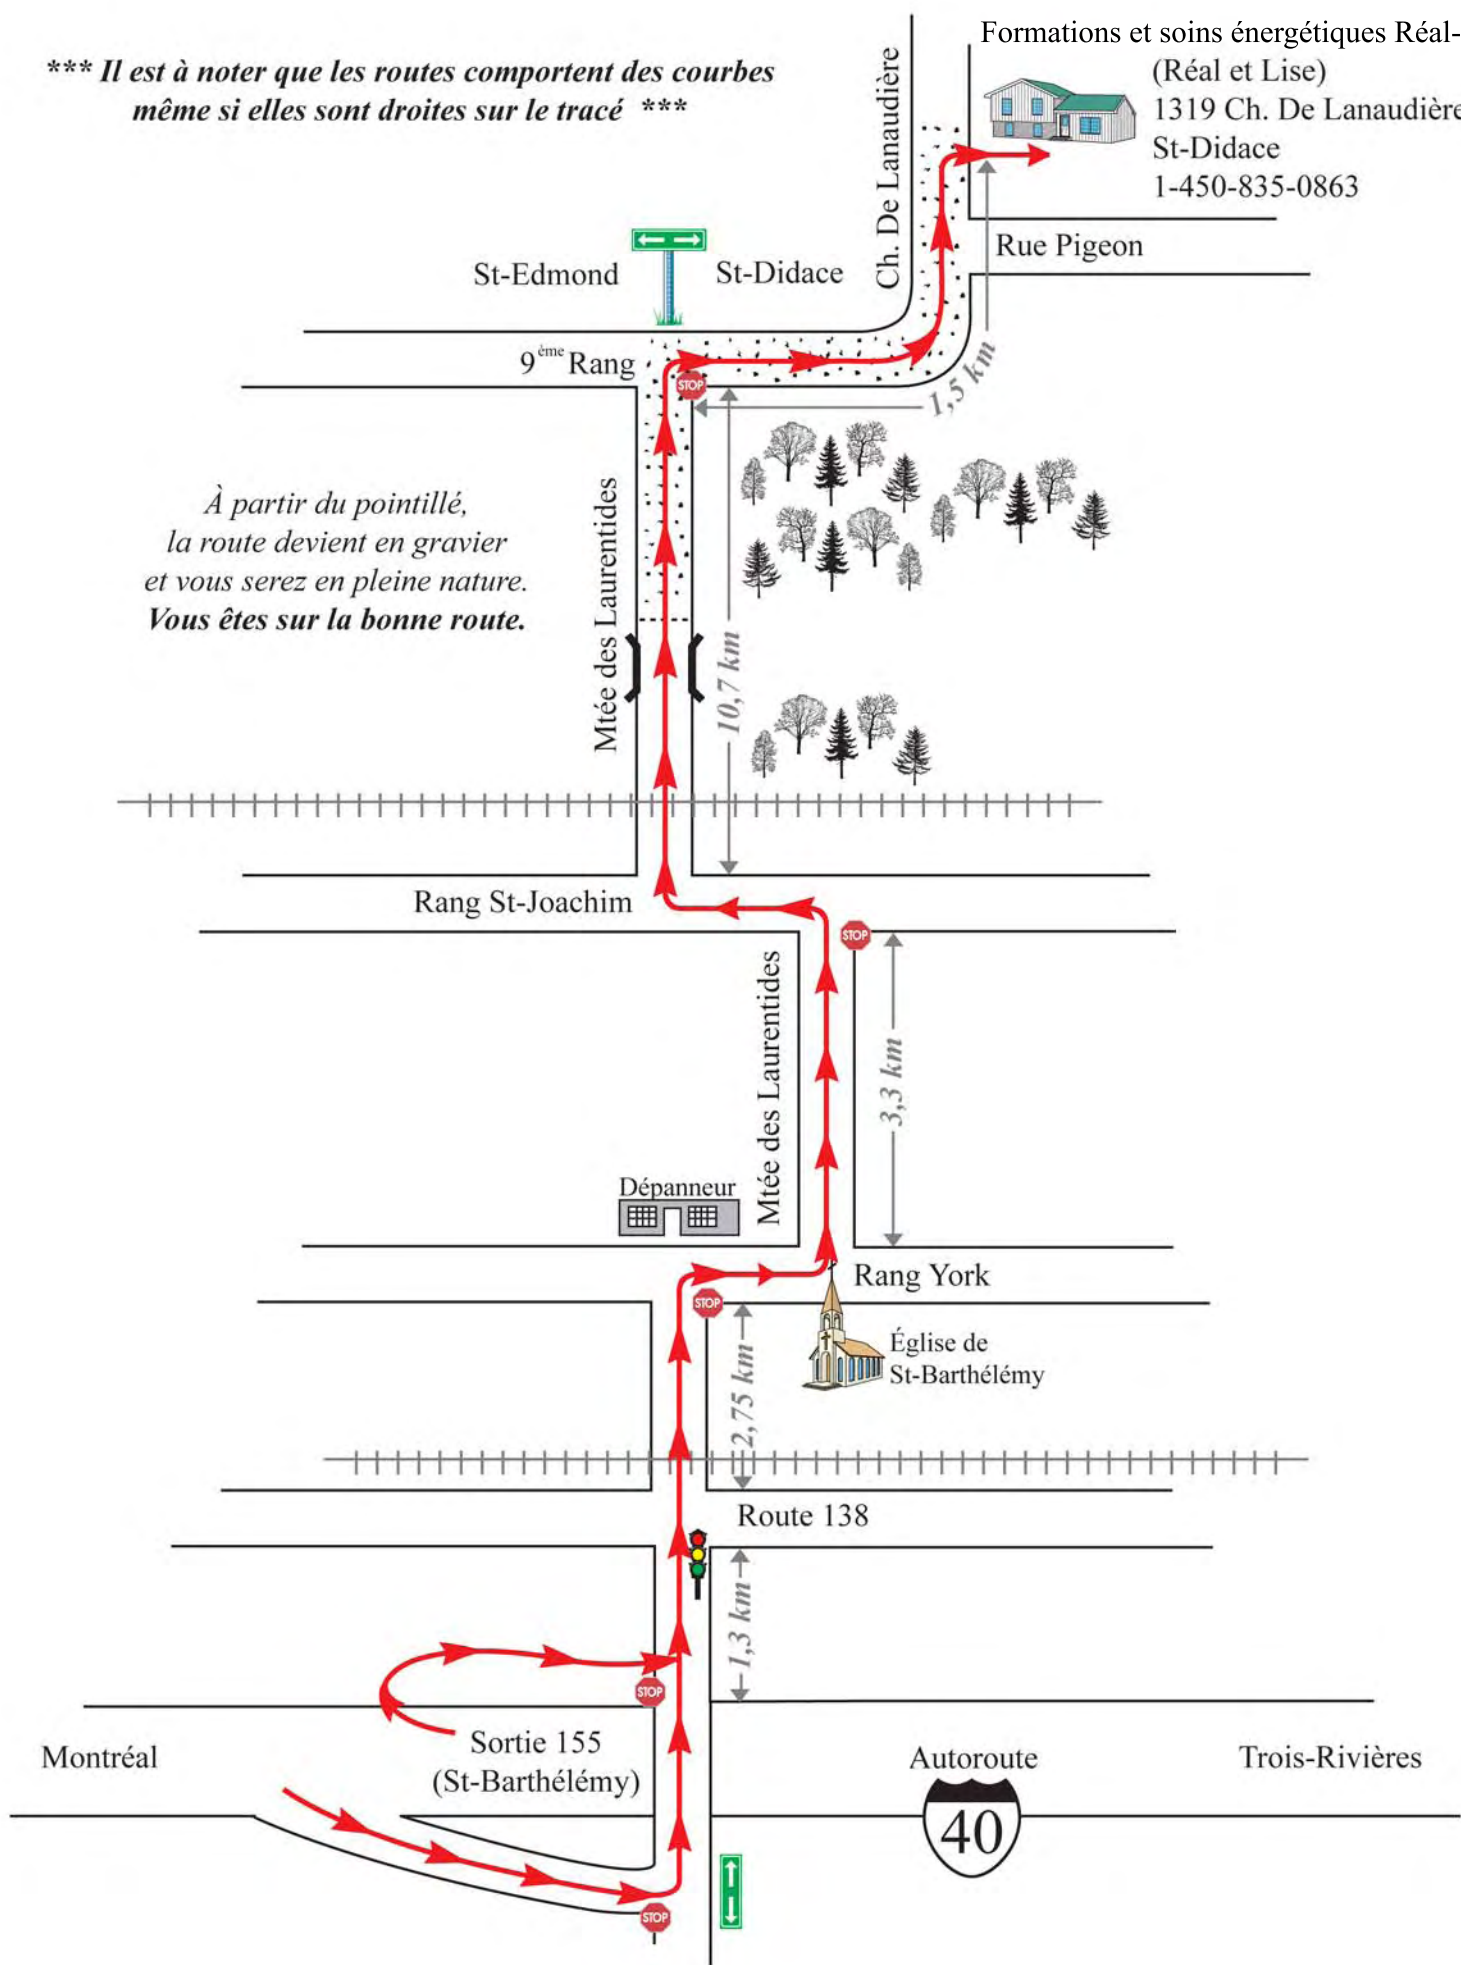 Formations et soins énergétiques Réal-
(Réal et Lise)
1319 Ch. De Lanaudière
St-Didace
1-450-835-0863
*** Il est à noter que les routes comportent des courbes
même si elles sont droites sur le tracé ***
Ch. De Lanaudière
Rue Pigeon
St-Edmond
St-Didace
9ème Rang
STOP
1,5 km
À partir du pointillé,
la route devient en gravier
et vous serez en pleine nature.
Vous êtes sur la bonne route.
Mtée des Laurentides
10,7 km
Rang St-Joachim
STOP
Mtée des Laurentides
3,3 km
Dépanneur
Rang York
STOP
Église de
St-Barthélémy
2,75 km
Route 138
1,3 km
STOP
Montréal
Sortie 155
(St-Barthélémy)
Autoroute
40
Trois-Rivières
STOP